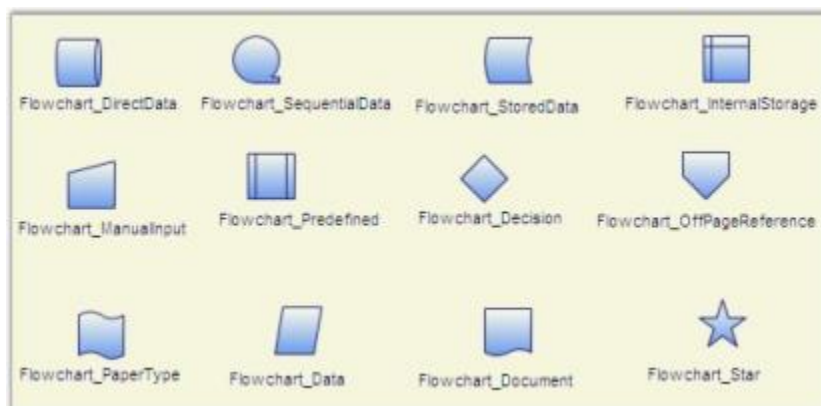 Flowchart_DirectData
Flowchart_SequentialData
Flowchart_StoredData
Flowchart_InternalStorage
Flowchart_ManualInput
Flowchart_Predefined
Flowchart_Decision
Flowchart_OffPageReference
Flowchart_PaperType
Flowchart_Data
Flowchart_Document
Flowchart_Star